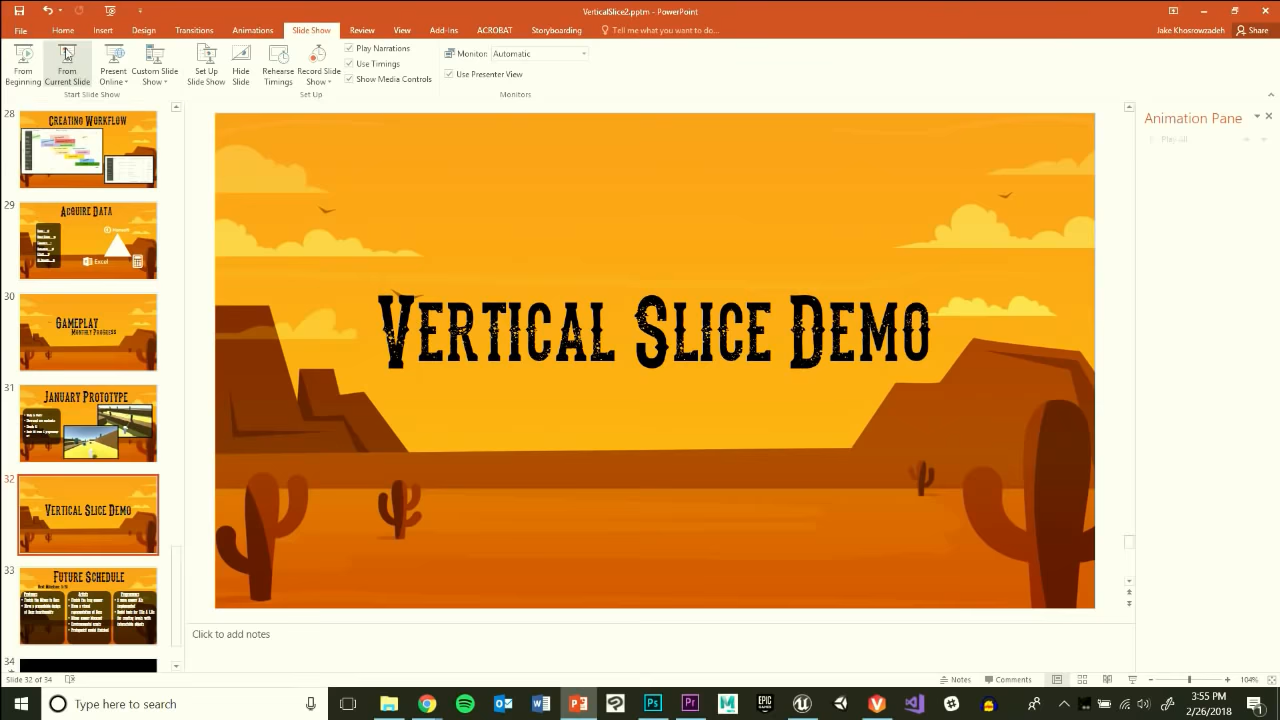 VerticalSlice2.pptm - PowerPoint
File Home Insert Design Transitions Animations Slide Show Review View Add-Ins ACROBAT Storyboarding Tell me what you want to do... Jake Khosrowzadeh Share
From Beginning
From Current Slide
Present Online
Custom Slide Show
Start Slide Show
Set Up Slide Show
Hide Slide
Rehearse Timings
Record Slide Show
Play Narrations
Use Timings
Show Media Controls
Set Up
Monitor: Automatic
Use Presenter View
Monitors
28
Creating Workflow
29
Acquire Data
Excel
30
Gameplay
Monthly Progress
31
January Prototype
32
Vertical Slice Demo
33
Future Schedule
34
Vertical Slice Demo
Click to add notes
Animation Pane
Play All
Slide 32 of 34
Notes Comments 104%
Type here to search
3:55 PM
2/26/2018